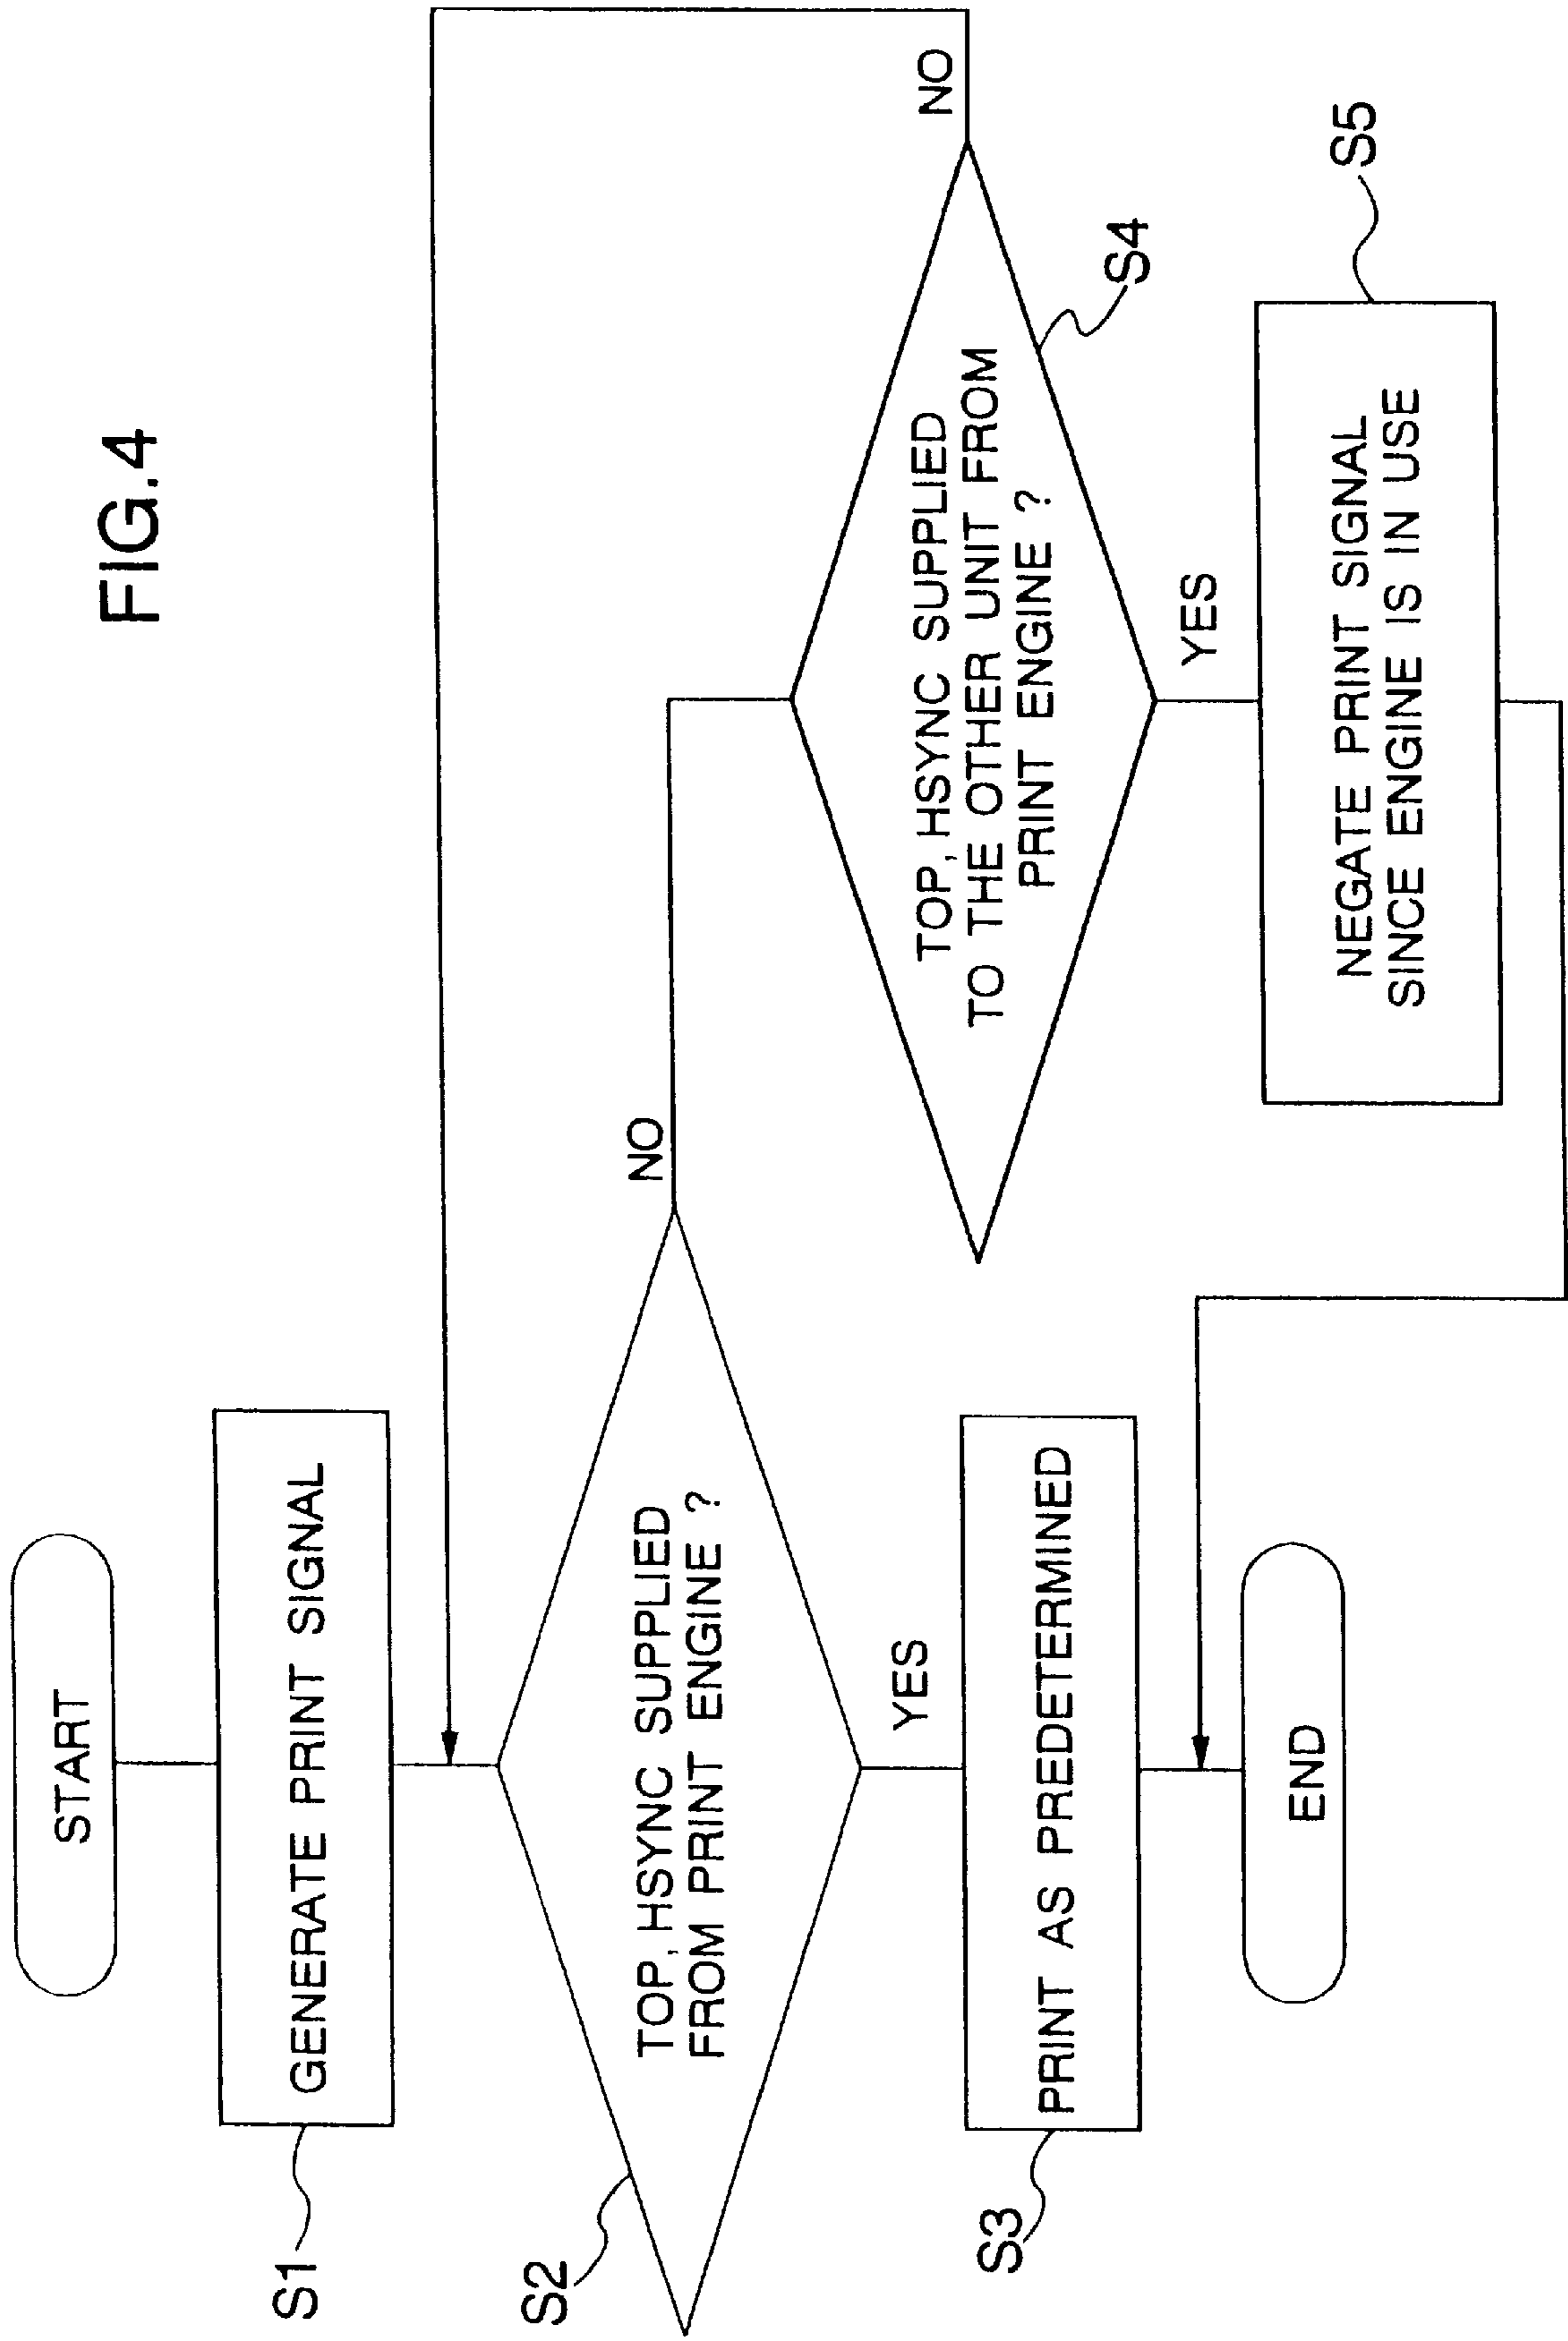 FIG.4
START
GENERATE PRINT SIGNAL
S1
TOP, HSYNC SUPPLIED
FROM PRINT ENGINE ?
S2
NO
YES
PRINT AS PREDETERMINED
S3
END
TOP, HSYNC SUPPLIED
TO THE OTHER UNIT FROM
PRINT ENGINE ?
S4
NO
YES
NEGATE PRINT SIGNAL
SINCE ENGINE IS IN USE
S5